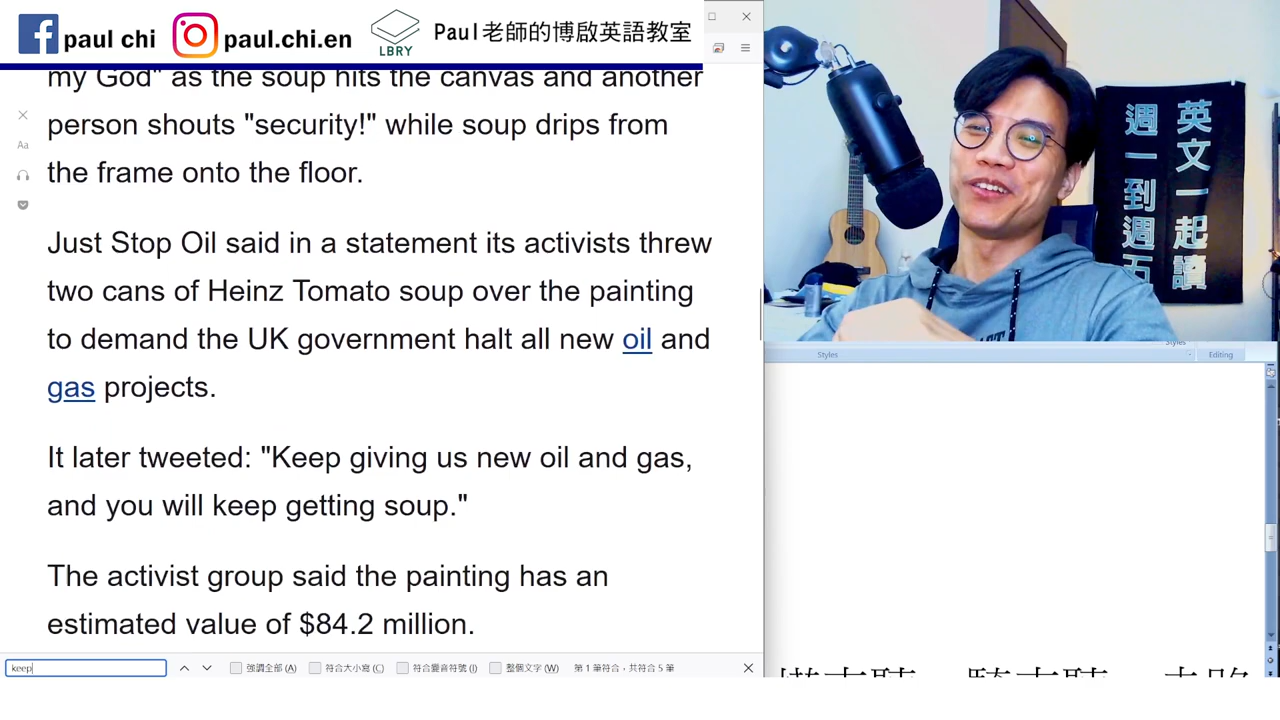 paul chi
paul.chi.en
LBRY
Paul老師的博啟英語教室
my God" as the soup hits the canvas and another
person shouts "security!" while soup drips from
the frame onto the floor.
Just Stop Oil said in a statement its activists threw
two cans of Heinz Tomato soup over the painting
to demand the UK government halt all new oil and
gas projects.
It later tweeted: "Keep giving us new oil and gas,
and you will keep getting soup."
The activist group said the painting has an
estimated value of $84.2 million.
Aa
keep
強調全部 (A)
符合大小寫 (C)
符合變音符號 (I)
整個文字 (W)
第 1 筆符合，共符合 5 筆
英文一起讀
週一到週五
Styles
Styles
Editing